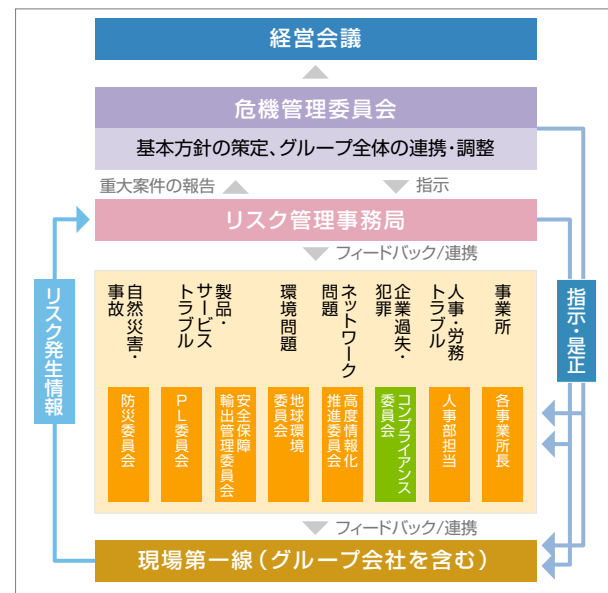 経営会議
危機管理委員会
基本方針の策定、グループ全体の連携・調整
重大案件の報告
指示
リスク管理事務局
フィードバック/連携
自然災害・
事故
製品・
サービス
トラブル
環境問題
ネットワーク
問題
企業過失・
犯罪
人事・労務
トラブル
事業所
防災委員会
PL委員会
安全保障
輸出管理委員会
地球環境
委員会
高度情報化
推進委員会
コンプライアンス
委員会
人事部担当
各事業所長
リスク発生情報
指示・是正
フィードバック/連携
現場第一線(グループ会社を含む)